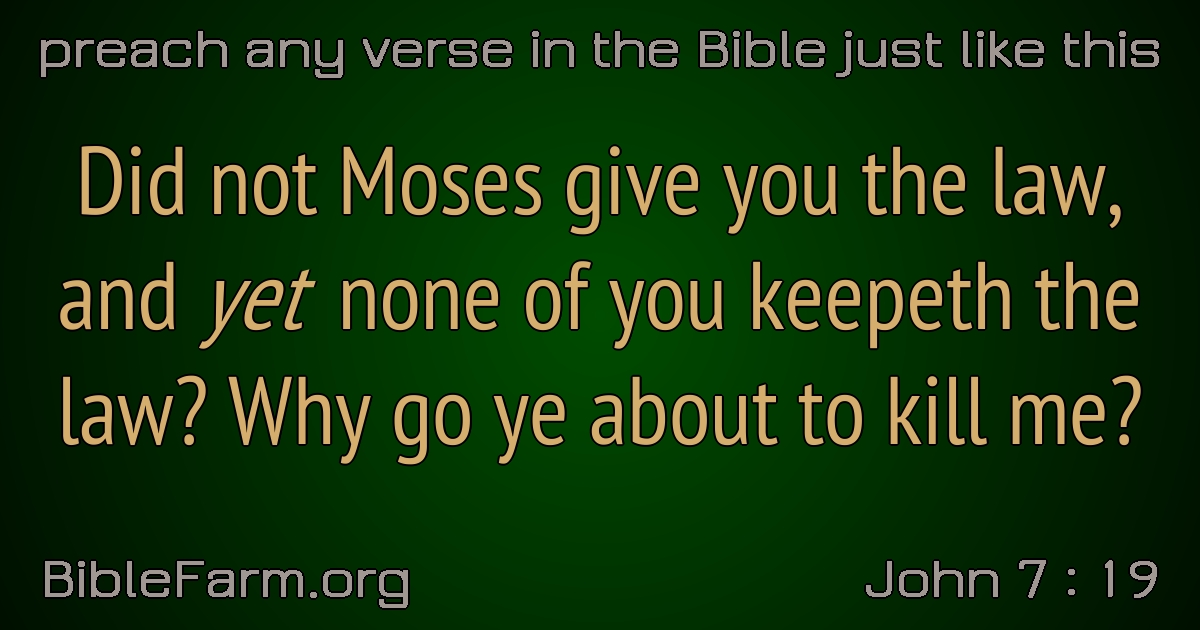 preach any verse in the Bible just like this
Did not Moses give you the law,
and yet none of you keepeth the
law? Why go ye about to kill me?
BibleFarm.org
John 7 : 19